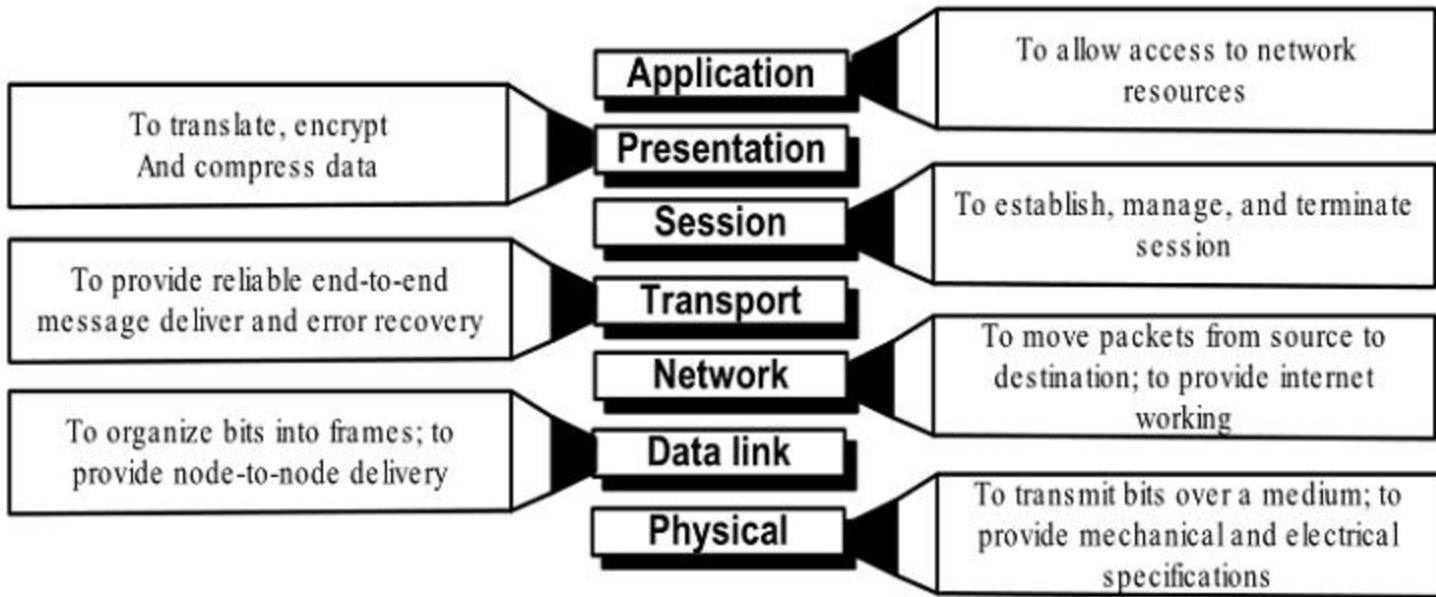 Application
To allow access to network
resources
To translate, encrypt
And compress data
Presentation
Session
To establish, manage, and terminate
session
To provide reliable end-to-end
message deliver and error recovery
Transport
Network
To move packets from source to
destination; to provide internet
working
To organize bits into frames; to
provide node-to-node delivery
Data link
Physical
To transmit bits over a medium; to
provide mechanical and electrical
specifications